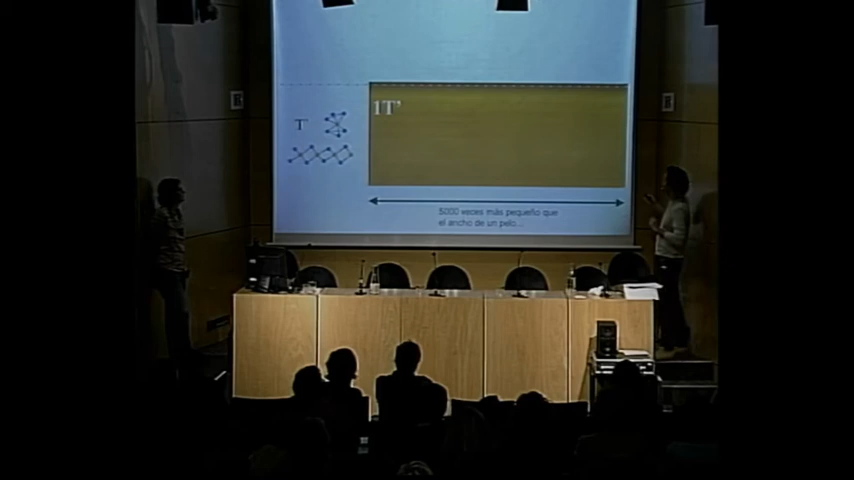 1T'
T'
5000 veces más pequeño que
el ancho de un pelo...